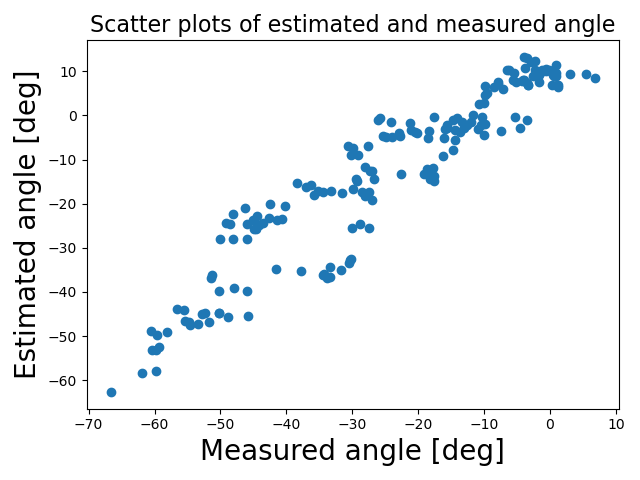 Scatter plots of estimated and measured angle
Estimated angle [deg]
10
0
−10
−20
−30
−40
−50
−60
−70 −60 −50 −40 −30 −20 −10 0 10
Measured angle [deg]